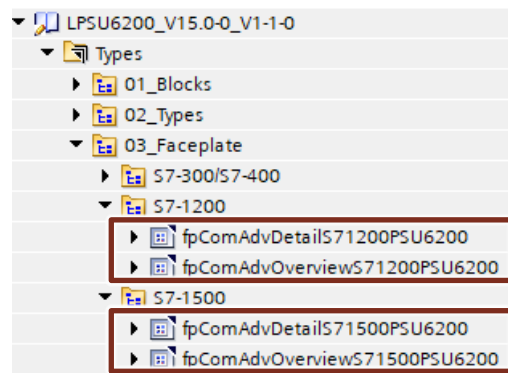 LPSU6200_V15.0-0_V1-1-0
Types
01_Blocks
02_Types
03_Faceplate
S7-300/S7-400
S7-1200
fpComAdvDetailS71200PSU6200
fpComAdvOverviewS71200PSU6200
S7-1500
fpComAdvDetailS71500PSU6200
fpComAdvOverviewS71500PSU6200